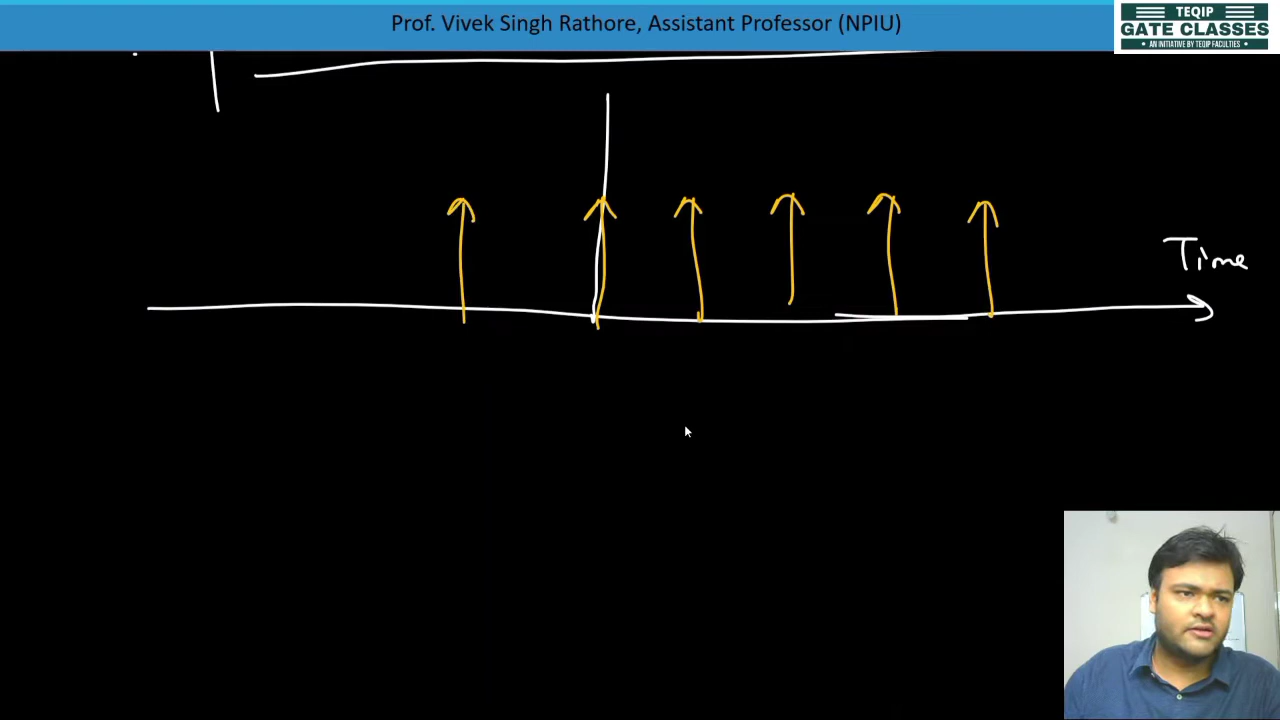 Prof. Vivek Singh Rathore, Assistant Professor (NPIU)
TEQIP
GATE CLASSES
• AN INITIATIVE BY TEQIP FACULTIES •
Time